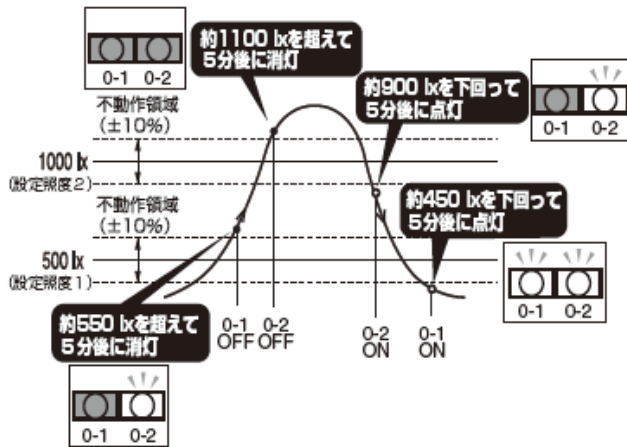 0-1 0-2
約1100 lxを超えて
5分後に消灯
約900 lxを下回って
5分後に点灯
0-1 0-2
不動作領域
(±10%)
1000 lx
(設定照度2)
不動作領域
(±10%)
約450 lxを下回って
5分後に点灯
500 lx
(設定照度1)
0-1 0-2
約550 lxを超えて
5分後に消灯
0-1 0-2
OFF OFF
0-2
ON
0-1
ON
0-1 0-2